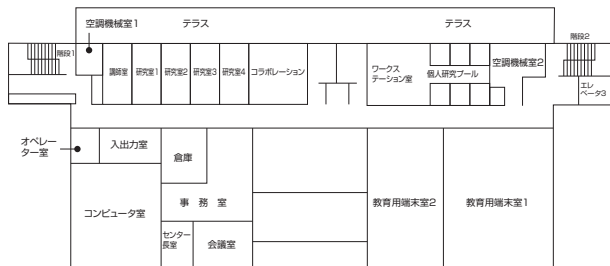 空調機械室1
テラス
テラス
階段1
階段2
講師室
研究室1
研究室2
研究室3
研究室4
コラボレーション
ワークス
テーション室
個人研究ブール
空調機械室2
エレ
ベータ3
オペレー
ター室
入出力室
倉庫
コンピュータ室
事務室
センター
長室
会議室
教育用端末室2
教育用端末室1